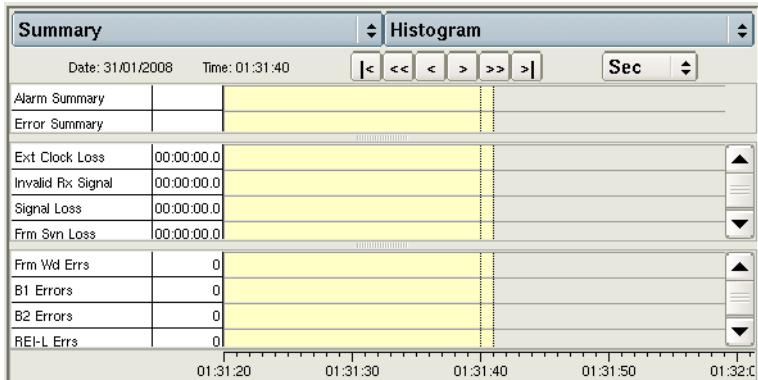 Summary Histogram
Date: 31/01/2008 Time: 01:31:40 |< << < > >> >| Sec
Alarm Summary
Error Summary
Ext Clock Loss 00:00:00.0
Invalid Rx Signal 00:00:00.0
Signal Loss 00:00:00.0
Frm Syn Loss 00:00:00.0
Frm Wd Errs 0
B1 Errors 0
B2 Errors 0
REI-L Errs 0
01:31:20 01:31:30 01:31:40 01:31:50 01:32:0